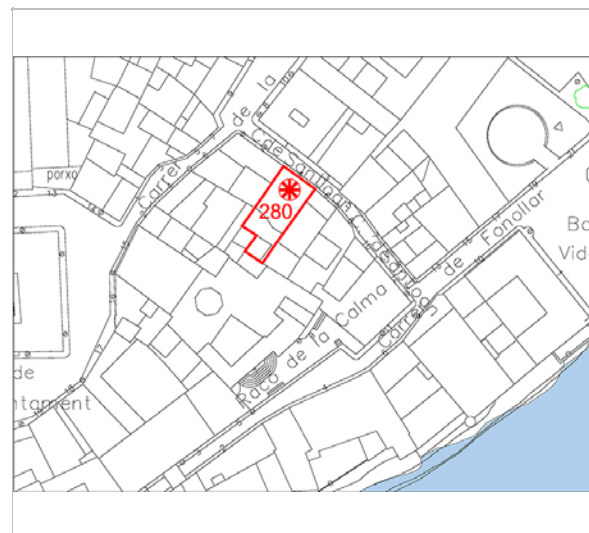 de la
Carrer
porxo
C. de Sant Joan
C. de
280
de Fonollar
Carrer
Ba
Vid
Racó de la Calma
de
ntament